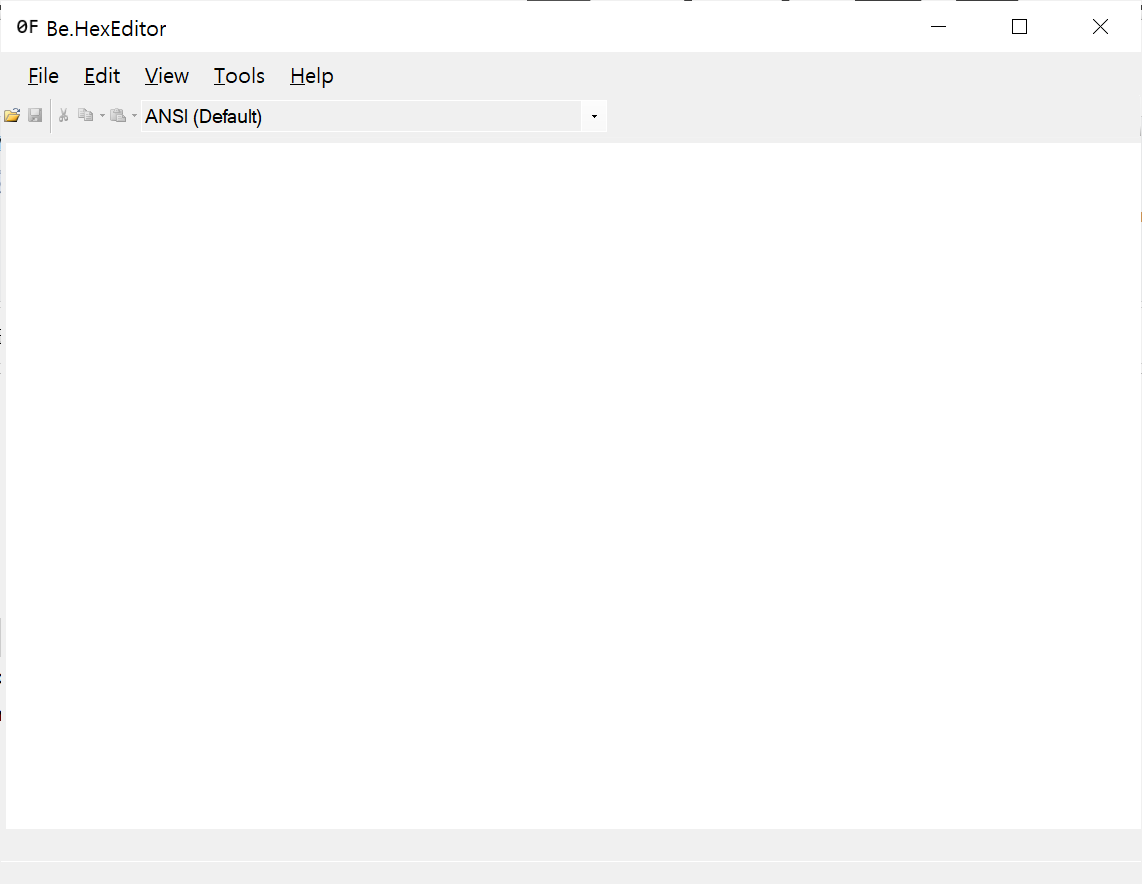 0F Be.HexEditor
File Edit View Tools Help
ANSI (Default)